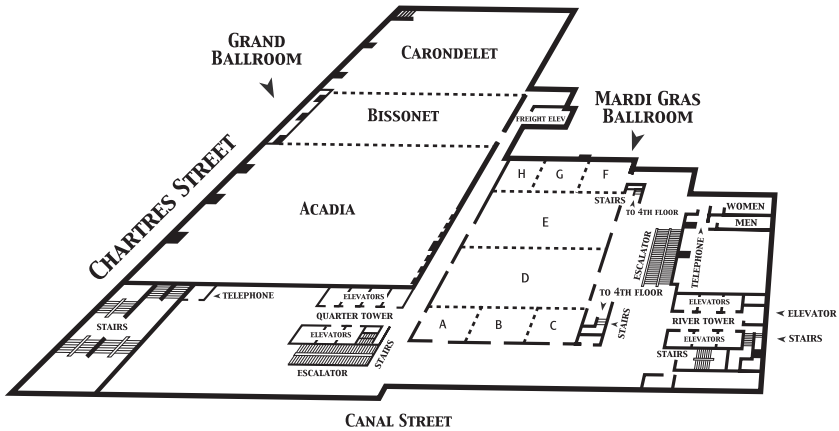 CARONDELET
GRAND
BALLROOM
BISSONET
FREIGHT ELEV
MARDI GRAS
BALLROOM
CHARTRES STREET
ACADIA
H
G
F
STAIRS
TO 4TH FLOOR
WOMEN
MEN
E
ESCALATOR
TELEPHONE
D
TO 4TH FLOOR
TELEPHONE
ELEVATORS
QUARTER TOWER
STAIRS
ELEVATORS
STAIRS
ESCALATOR
A
B
C
STAIRS
ELEVATORS
RIVER TOWER
ELEVATOR
ELEVATORS
STAIRS
STAIRS
CANAL STREET